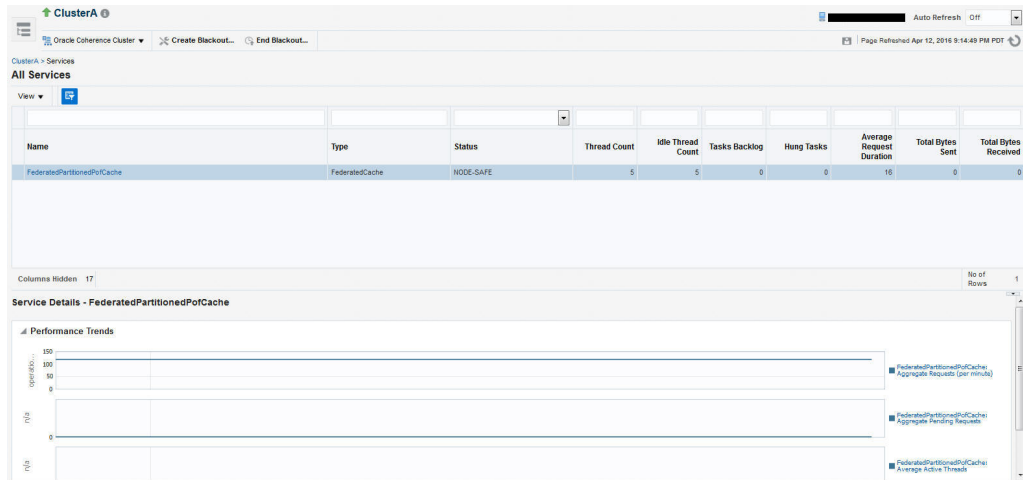 ClusterA
Auto Refresh Off
Oracle Coherence Cluster Create Blackout... End Blackout... Page Refreshed Apr 12, 2016 9:14:49 PM PDT
ClusterA > Services
All Services
View
Name Type Status Thread Count Idle Thread Count Tasks Backlog Hung Tasks Average Request Duration Total Bytes Sent Total Bytes Received
FederatedPartitionedPofCache FederatedCache NODE-SAFE 5 5 0 0 16 0 0
Columns Hidden 17 No of Rows 1
Service Details - FederatedPartitionedPofCache
Performance Trends
operatio...
150
100
50
0
FederatedPartitionedPofCache:
Aggregate Requests (per minute)
n/a
0
FederatedPartitionedPofCache:
Aggregate Pending Requests
n/a
FederatedPartitionedPofCache:
Average Active Threads